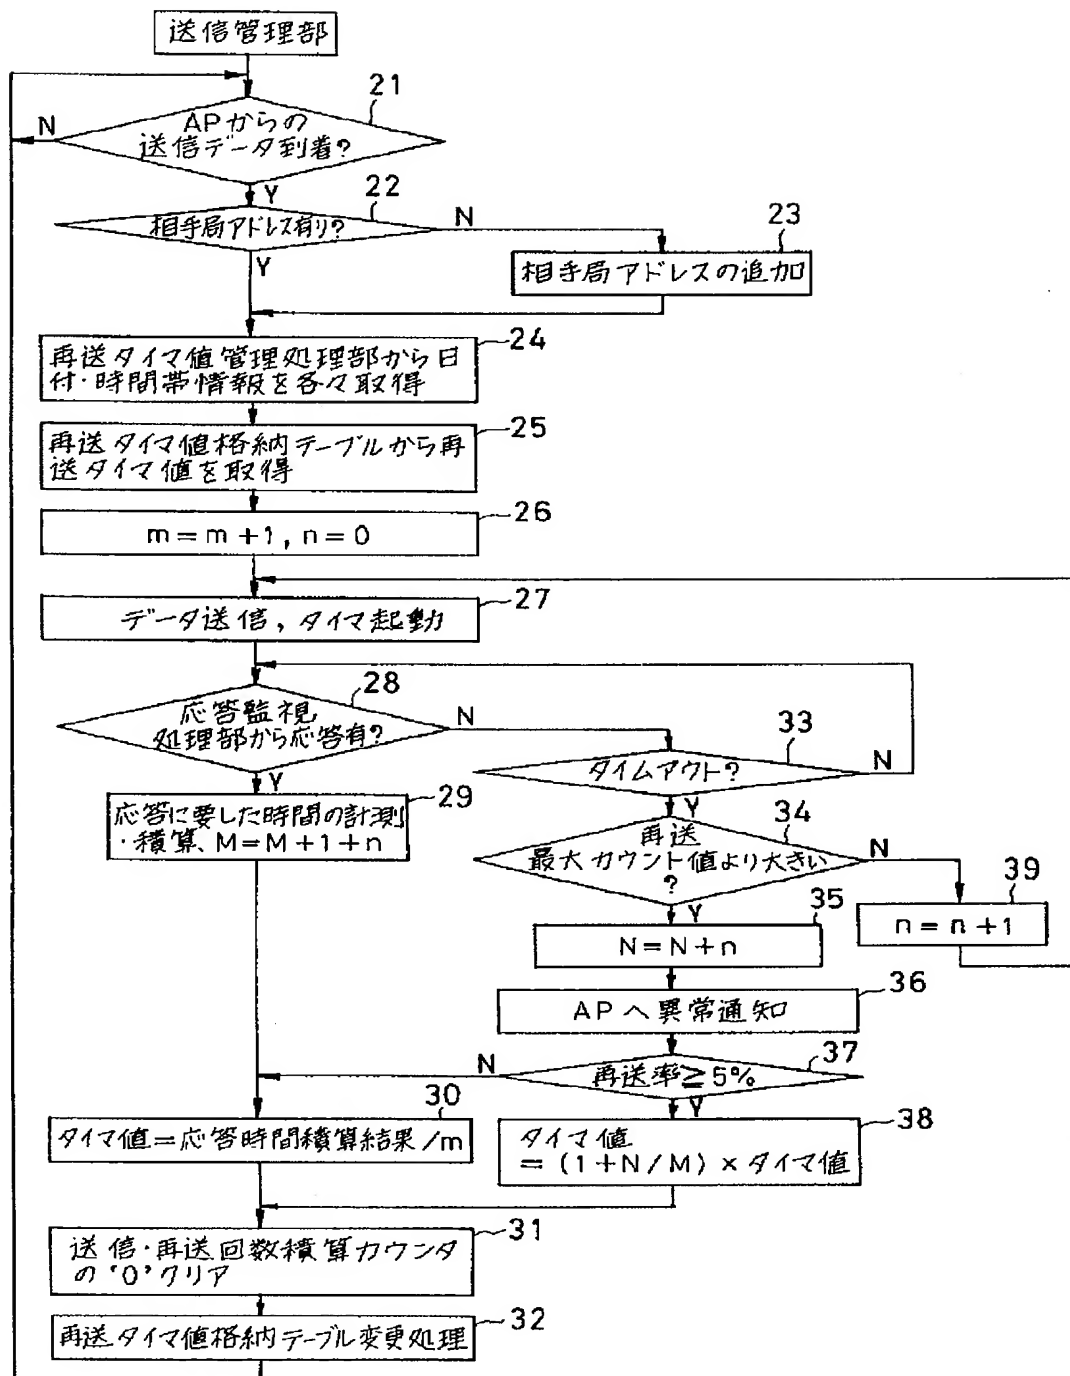 送信管理部
21
N
APからの
送信データ到着?
Y
22
相手局アドレス有り?
N
23
Y
相手局アドレスの追加
24
再送タイマ値管理処理部から日
付・時間帯情報を各々取得
25
再送タイマ値格納テーブルから再
送タイマ値を取得
26
m=m+1, n=0
27
データ送信,タイマ起動
28
応答監視
処理部から応答有?
N
33
タイムアウト?
N
Y
29
応答に要した時間の計測
・積算、M=M+1+n
Y
34
再送
最大カウント値より大きい
?
N
39
n=n+1
Y
35
N=N+n
36
APへ異常通知
37
N
再送率≧5%
Y
30
タイマ値=応答時間積算結果/m
38
タイマ値
=(1+N/M)×タイマ値
31
送信・再送回数積算カウンタ
の'0'クリア
32
再送タイマ値格納テーブル変更処理